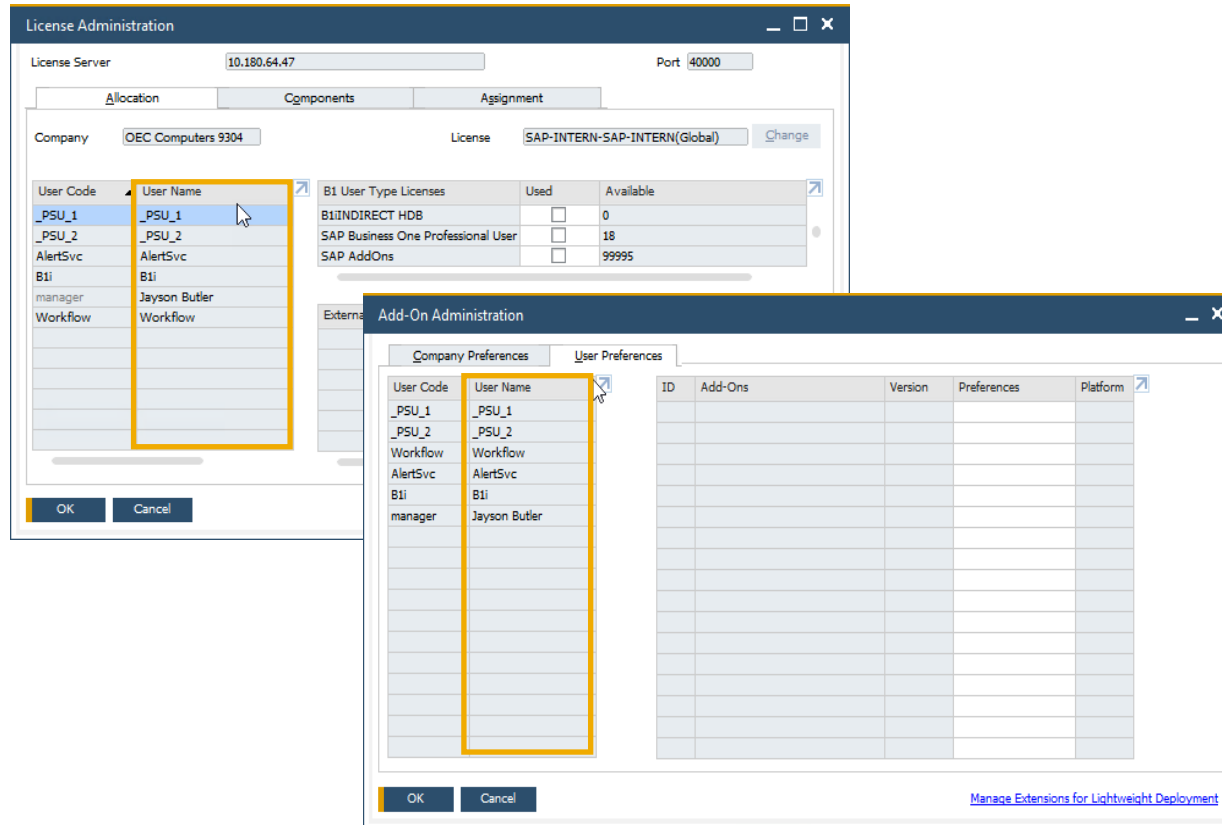 License Administration
License Server 10.180.64.47 Port 40000
Allocation Components Assignment
Company OEC Computers 9304 License SAP-INTERN-SAP-INTERN(Global) Change
User Code User Name B1 User Type Licenses Used Available
_PSU_1 _PSU_1 B1iINDIRECT HDB 0
_PSU_2 _PSU_2 SAP Business One Professional User 18
AlertSvc AlertSvc SAP AddOns 99995
B1i B1i
manager Jayson Butler
Workflow Workflow
OK Cancel
Add-On Administration
Company Preferences User Preferences
User Code User Name ID Add-Ons Version Preferences Platform
_PSU_1 _PSU_1
_PSU_2 _PSU_2
Workflow Workflow
AlertSvc AlertSvc
B1i B1i
manager Jayson Butler
OK Cancel Manage Extensions for Lightweight Deployment